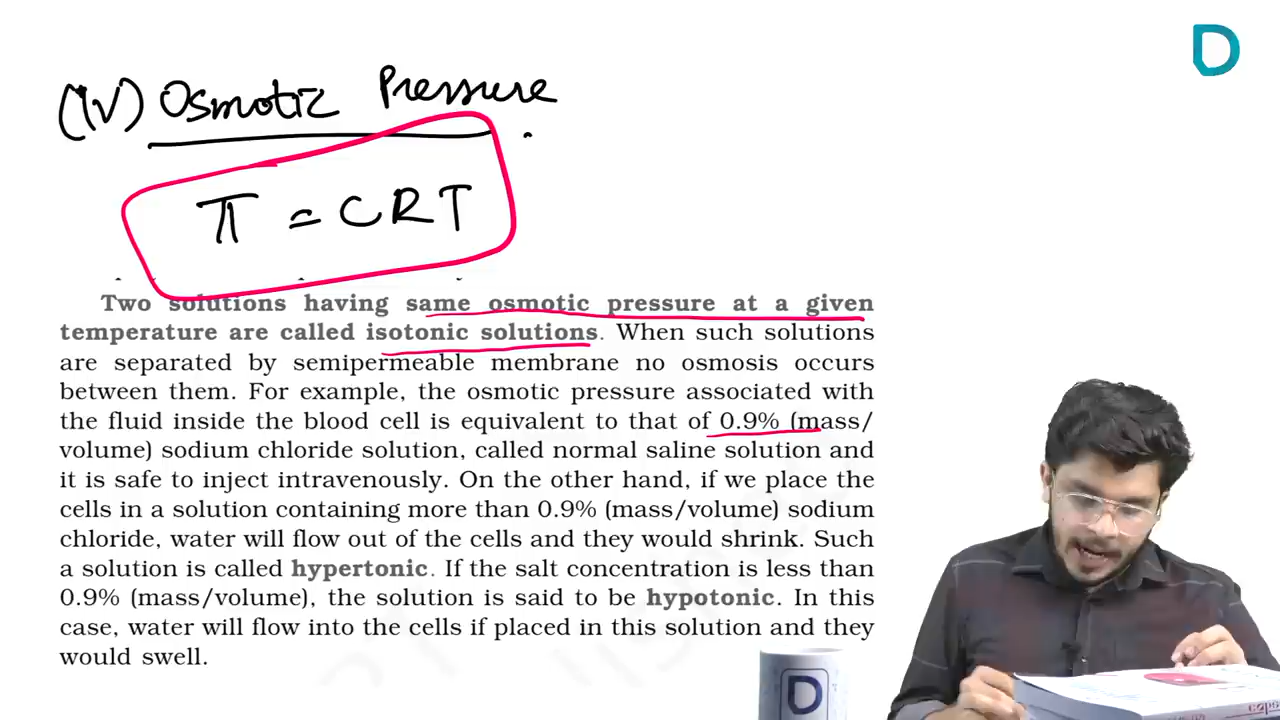 (iv) Osmotic Pressure
π = CRT
Two solutions having same osmotic pressure at a given
temperature are called isotonic solutions. When such solutions
are separated by semipermeable membrane no osmosis occurs
between them. For example, the osmotic pressure associated with
the fluid inside the blood cell is equivalent to that of 0.9% (mass/
volume) sodium chloride solution, called normal saline solution and
it is safe to inject intravenously. On the other hand, if we place the
cells in a solution containing more than 0.9% (mass/volume) sodium
chloride, water will flow out of the cells and they would shrink. Such
a solution is called hypertonic. If the salt concentration is less than
0.9% (mass/volume), the solution is said to be hypotonic. In this
case, water will flow into the cells if placed in this solution and they
would swell.